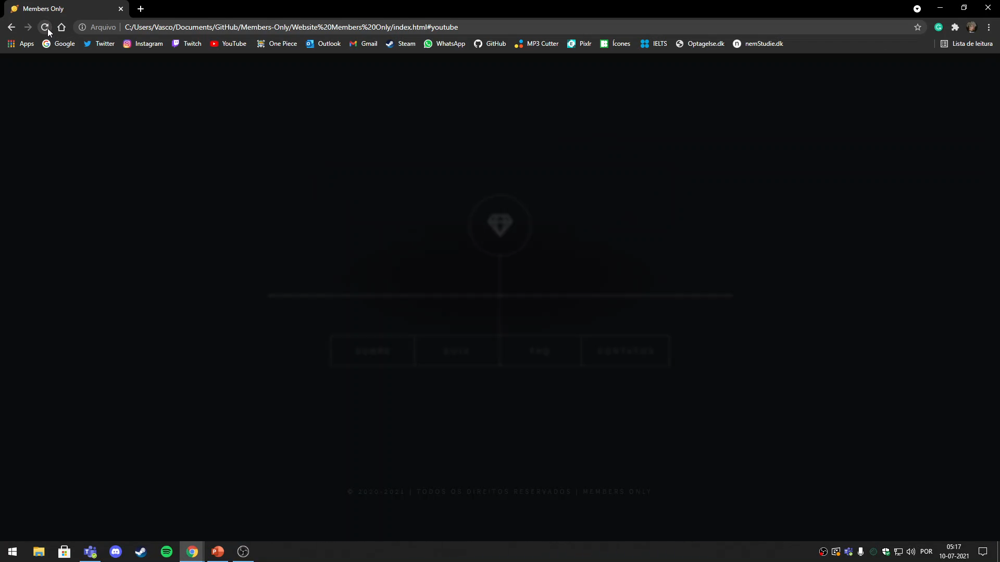 Members Only
Arquivo C:/Users/Vasco/Documents/GitHub/Members-Only/Website%20Members%20Only/index.html#youtube
Apps Google Twitter Instagram Twitch YouTube One Piece Outlook Gmail Steam WhatsApp GitHub MP3 Cutter Pixlr Ícones IELTS Optagelse.dk nemStudie.dk Lista de leitura
SOBRE GUIA FAQ CONTATOS
© 2020-2021 | TODOS OS DIREITOS RESERVADOS | MEMBERS ONLY
POR 05:17
10-07-2021